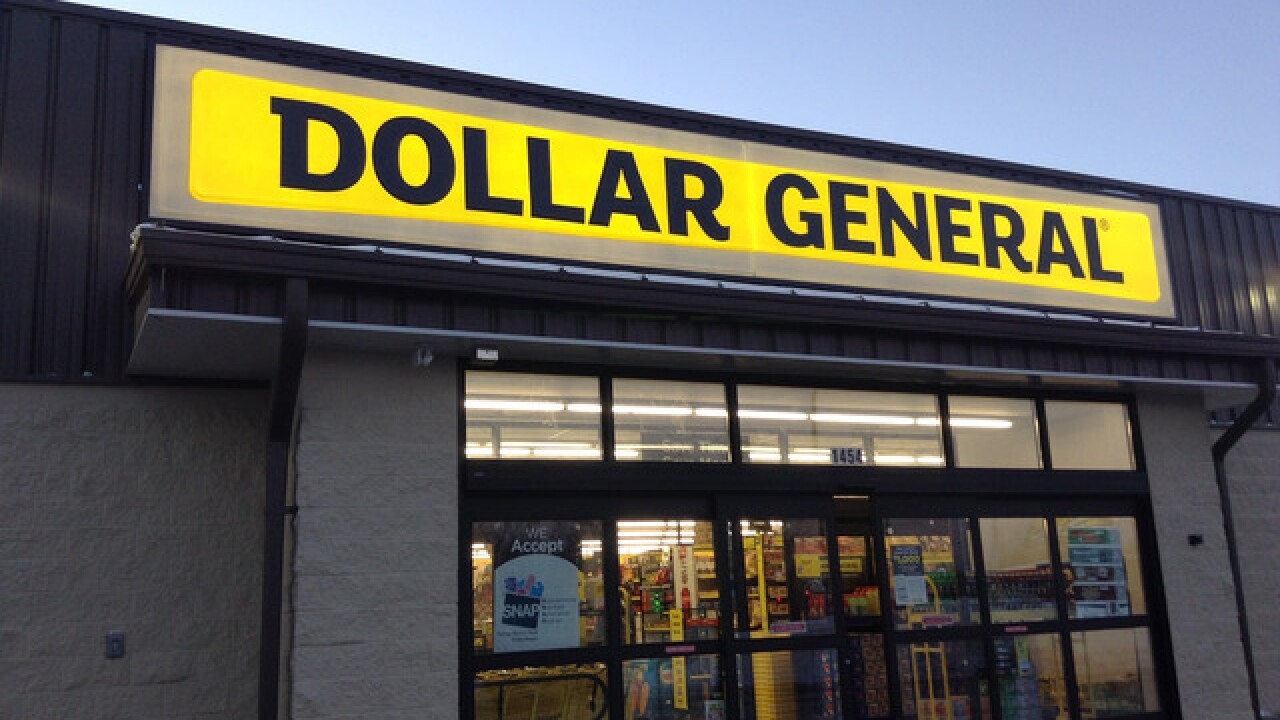 DOLLAR GENERAL®
1454
WE
Accept
SNAP